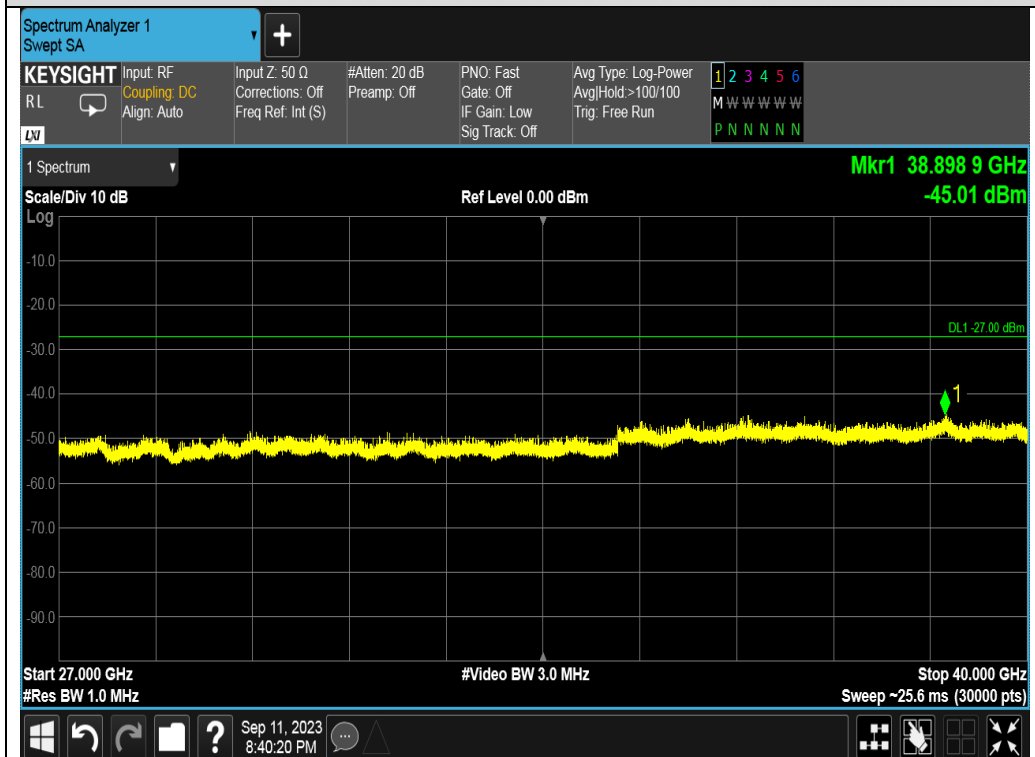 Spectrum Analyzer 1
Swept SA
+
KEYSIGHT
R L
LXI
Input: RF
Coupling: DC
Align: Auto
Input Z: 50 Ω
Corrections: Off
Freq Ref: Int (S)
#Atten: 20 dB
Preamp: Off
PNO: Fast
Gate: Off
IF Gain: Low
Sig Track: Off
Avg Type: Log-Power
Avg|Hold:>100/100
Trig: Free Run
1 2 3 4 5 6
M W W W W W
P N N N N N
1 Spectrum
Mkr1 38.898 9 GHz
Scale/Div 10 dB
Ref Level 0.00 dBm
-45.01 dBm
Log
-10.0
-20.0
DL1 -27.00 dBm
-30.0
-40.0
1
-50.0
-60.0
-70.0
-80.0
-90.0
Start 27.000 GHz
#Video BW 3.0 MHz
Stop 40.000 GHz
#Res BW 1.0 MHz
Sweep ~25.6 ms (30000 pts)
?
Sep 11, 2023
8:40:20 PM